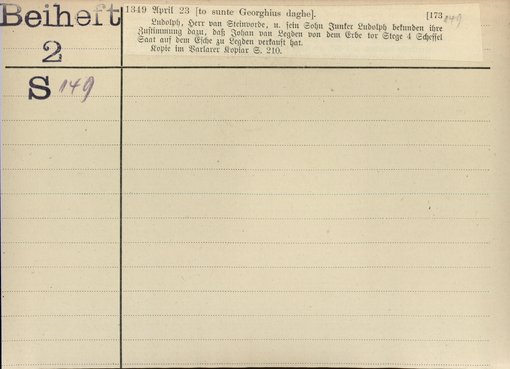 Beiheft
2
S 149
1349 April 23 [to sunte Georghius daghe]. [173 149
Ludolph, Herr van Steinvorde, u. sein Sohn Junker Ludolph bekunden ihre
Zustimmung dazu, daß Johan van Legden von dem Erbe tor Stege 4 Scheffel
Saat auf dem Esche zu Legden verkauft hat.
Kopie im Varlarer Kopiar S. 210.